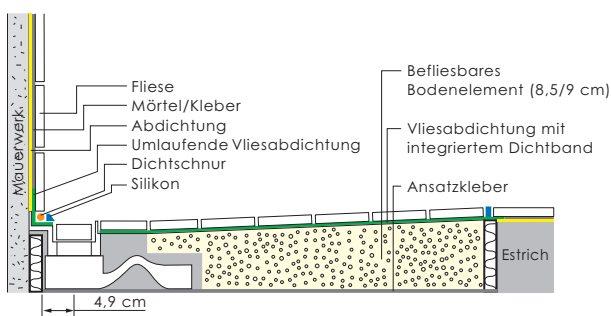 Fliese
Mörtel/Kleber
Abdichtung
Umlaufende Vliesabdichtung
Dichtschnur
Silikon
Mauerwerk
Befliesbares
Bodenelement (8,5/9 cm)
Vliesabdichtung mit
integriertem Dichtband
Ansatzkleber
Estrich
4,9 cm